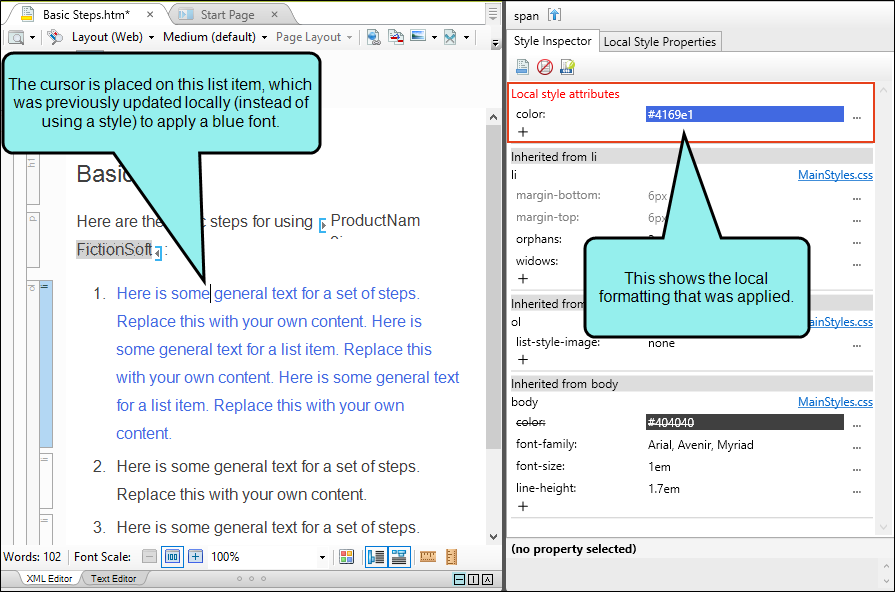 Basic Steps.htm* ×
Start Page ×
Layout (Web) Medium (default) Page Layout
The cursor is placed on this list item, which
was previously updated locally (instead of
using a style) to apply a blue font.
h
Basic
p
Here are the c steps for using ProductNam
FictionSoft :
p
1. Here is some general text for a set of steps.
Replace this with your own content. Here is
some general text for a list item. Replace this
with your own content. Here is some general text
for a list item. Replace this with your own
content.
2. Here is some general text for a set of steps.
Replace this with your own content.
3. Here is some general text for a set of steps.
Words: 102 Font Scale: 100 100%
XML Editor Text Editor
span
Style Inspector Local Style Properties
Local style attributes
color: #4169e1 ...
+
Inherited from li
li MainStyles.css
margin-bottom: 6px ...
margin-top: 6px ...
orphans: ...
widows: ...
+
This shows the local
formatting that was applied.
Inherited from
ol ainStyles.css
list-style-image: none ...
+
Inherited from body
body MainStyles.css
color: #404040 ...
font-family: Arial, Avenir, Myriad ...
font-size: 1em ...
line-height: 1.7em ...
+
(no property selected)